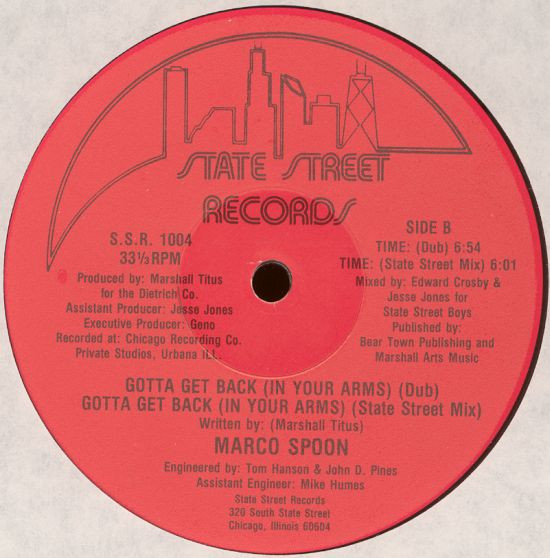 STATE STREET
RECORDS
S.S.R. 1004
33⅓ RPM
Produced by: Marshall Titus
for the Dietrich Co.
Assistant Producer: Jesse Jones
Executive Producer: Geno
Recorded at: Chicago Recording Co.
Private Studios, Urbana ILL.
SIDE B
TIME: (Dub) 6:54
TIME: (State Street Mix) 6:01
Mixed by: Edward Crosby &
Jesse Jones for
State Street Boys
Published by:
Bear Town Publishing and
Marshall Arts Music
GOTTA GET BACK (IN YOUR ARMS) (Dub)
GOTTA GET BACK (IN YOUR ARMS) (State Street Mix)
Written by: (Marshall Titus)
MARCO SPOON
Engineered by: Tom Hanson & John D. Pines
Assistant Engineer: Mike Humes
State Street Records
320 South State Street
Chicago, Illinois 60604